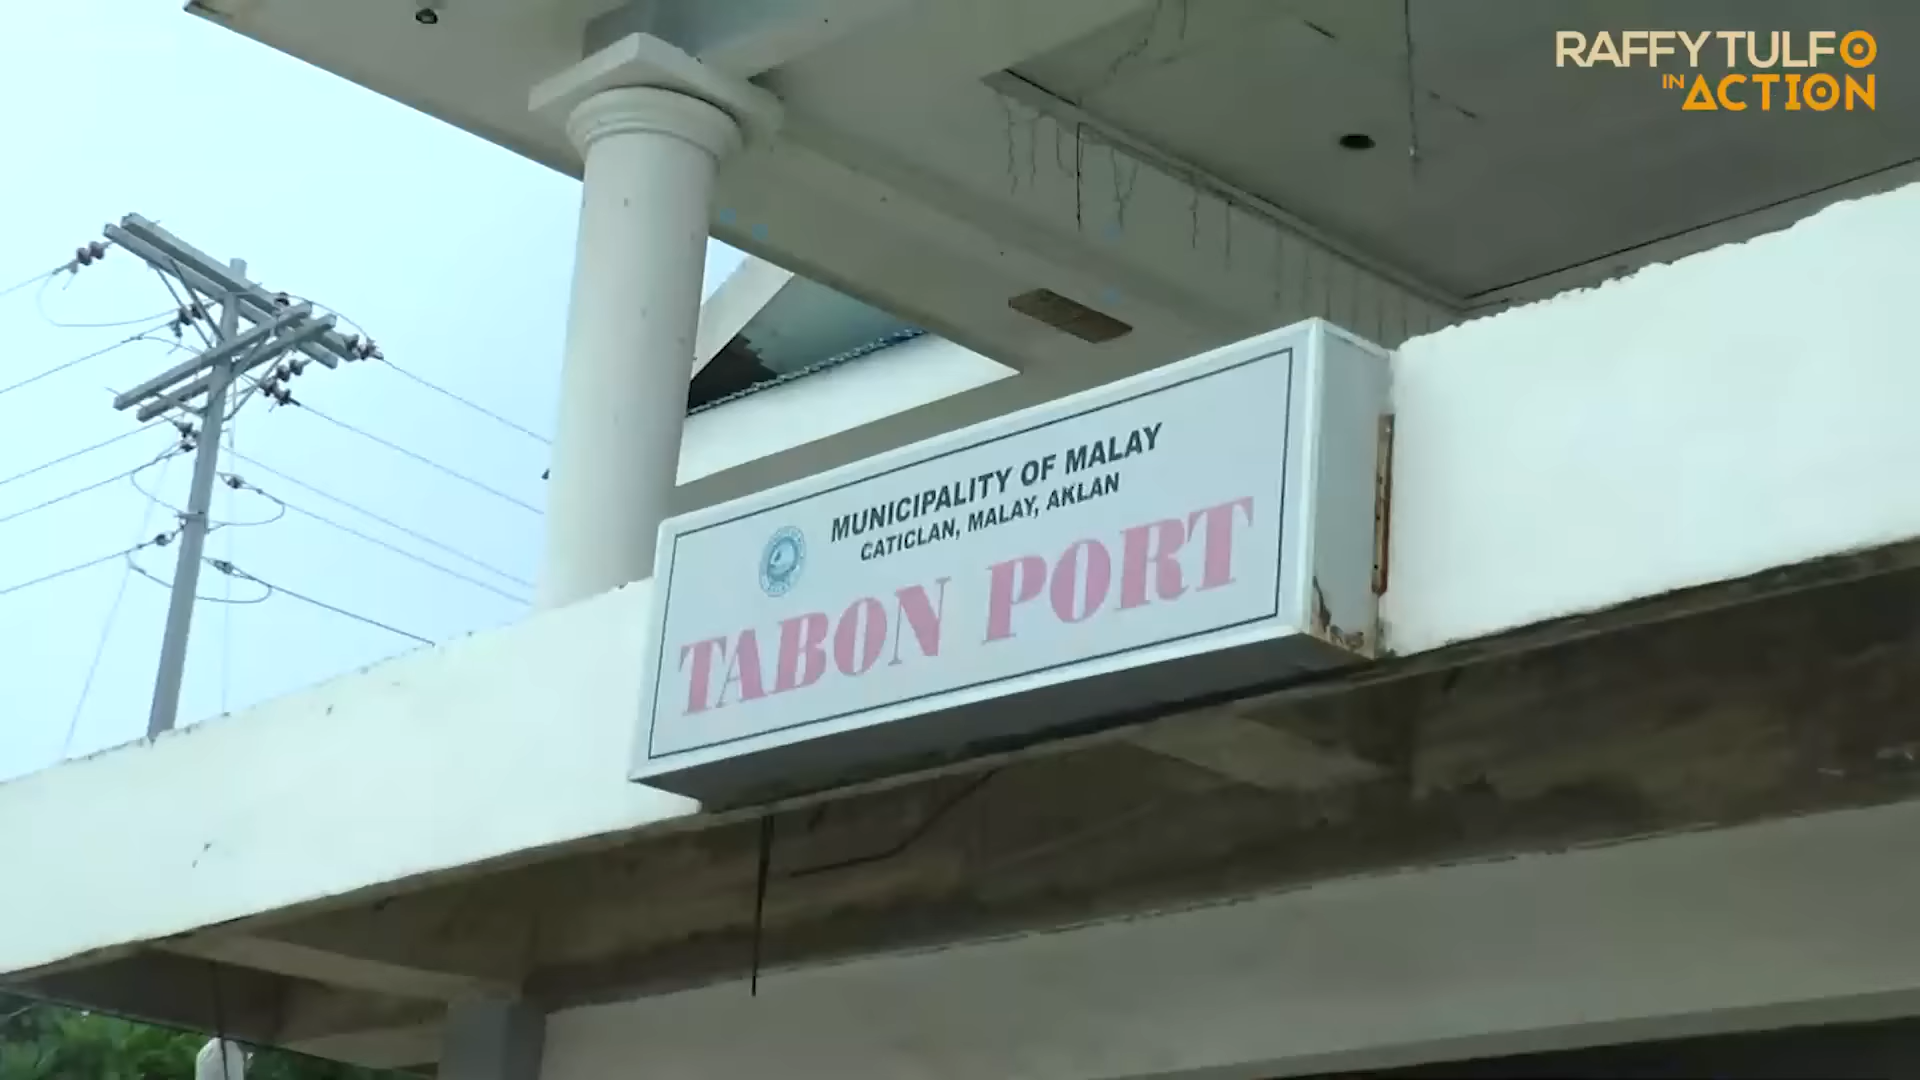 RAFFY TULFO
IN ACTION
MUNICIPALITY OF MALAY
CATICLAN, MALAY, AKLAN
TABON PORT